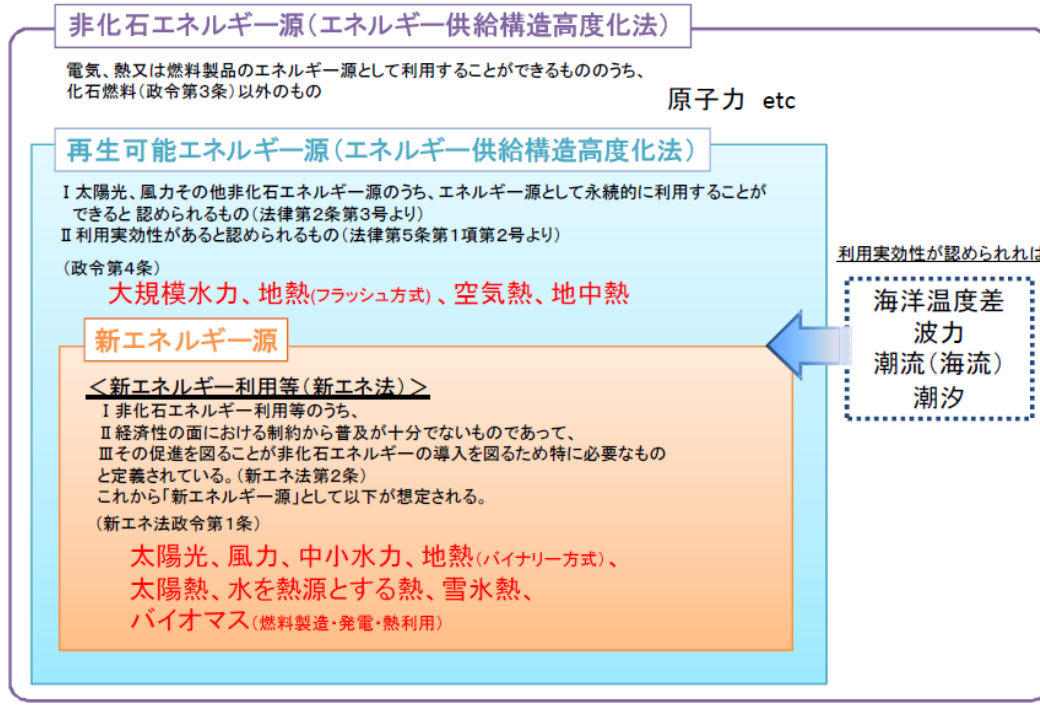 非化石エネルギー源(エネルギー供給構造高度化法)
電気、熱又は燃料製品のエネルギー源として利用することができるもののうち、
化石燃料(政令第3条)以外のもの
原子力 etc
再生可能エネルギー源(エネルギー供給構造高度化法)
Ⅰ太陽光、風力その他非化石エネルギー源のうち、エネルギー源として永続的に利用することが
できると 認められるもの(法律第2条第3号より)
Ⅱ利用実効性があると認められるもの(法律第5条第1項第2号より)
(政令第4条)
大規模水力、地熱(フラッシュ方式)、空気熱、地中熱
利用実効性が認められれば
海洋温度差
波力
潮流(海流)
潮汐
新エネルギー源
<新エネルギー利用等(新エネ法)>
Ⅰ非化石エネルギー利用等のうち、
Ⅱ経済性の面における制約から普及が十分でないものであって、
Ⅲその促進を図ることが非化石エネルギーの導入を図るため特に必要なもの
と定義されている。(新エネ法第2条)
これから「新エネルギー源」として以下が想定される。
(新エネ法政令第1条)
太陽光、風力、中小水力、地熱(バイナリー方式)、
太陽熱、水を熱源とする熱、雪氷熱、
バイオマス(燃料製造・発電・熱利用)